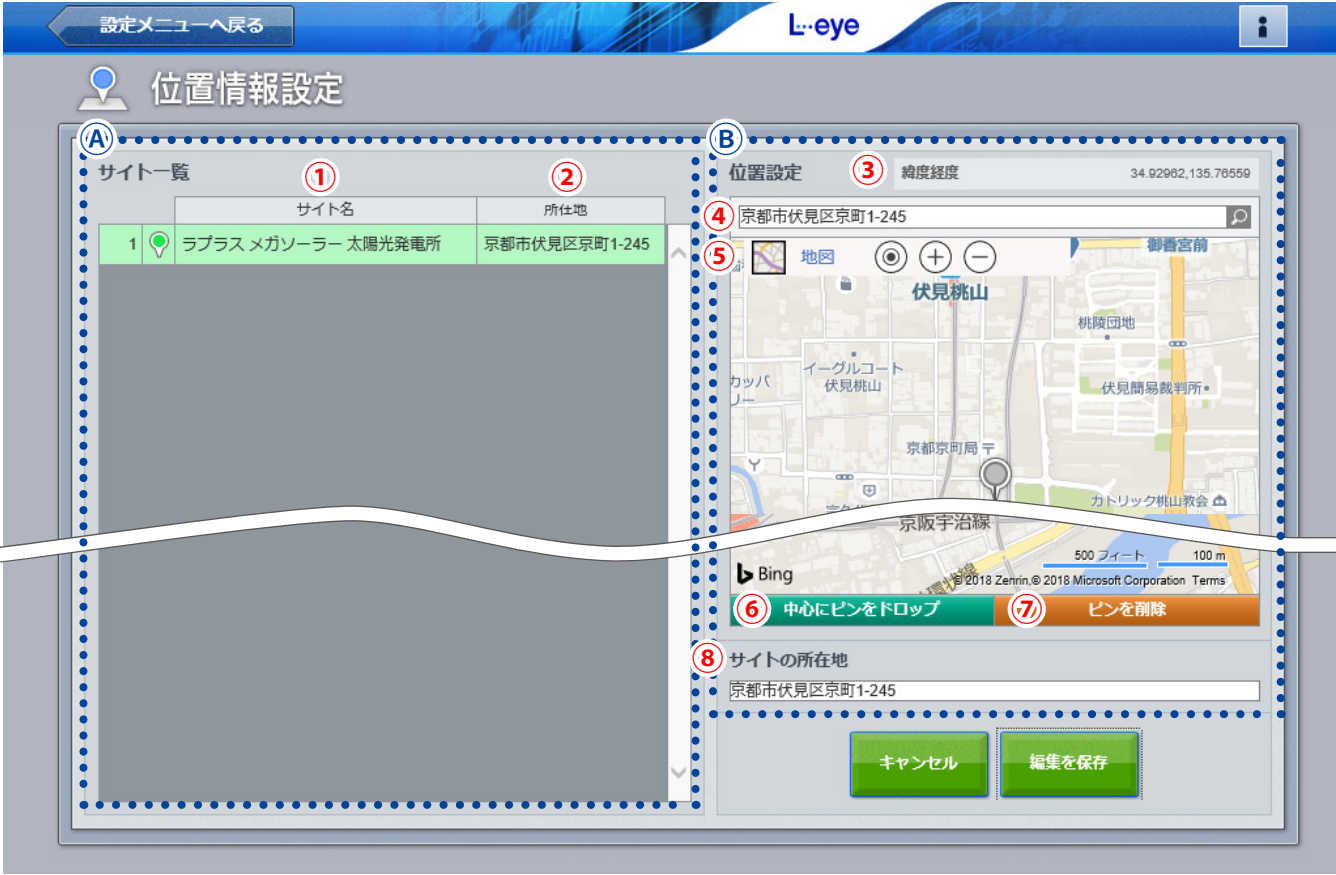 設定メニューへ戻る
L·eye
位置情報設定
A
B
サイト一覧
①
②
サイト名
所在地
1 ラプラス メガソーラー 太陽光発電所 京都市伏見区京町1-245
位置設定
③
緯度経度
34.92962,135.76559
④
京都市伏見区京町1-245
⑤
地図
御香宮前
伏見桃山
桃陵団地
イーグルコート
伏見桃山
カッパ
リー
伏見簡易裁判所
京都京町局
カトリック桃山教会
京阪宇治線
500 フィート 100 m
Bing
© 2018 Zenrin,© 2018 Microsoft Corporation Terms
⑥
中心にピンをドロップ
⑦
ピンを削除
⑧
サイトの所在地
京都市伏見区京町1-245
キャンセル
編集を保存